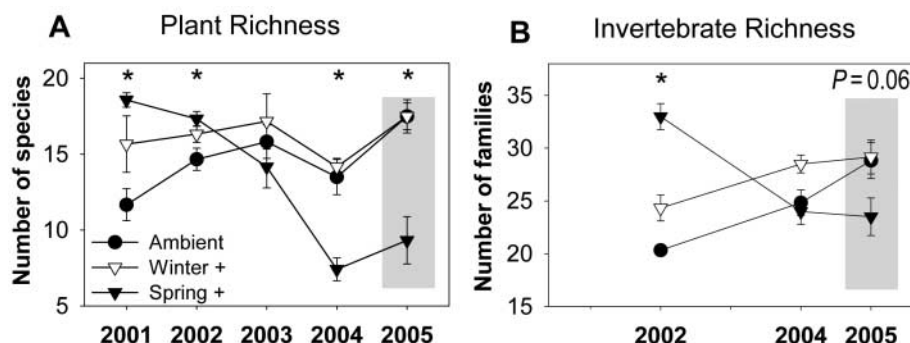 A Plant Richness
Number of species
20
15
10
5
* * * *
Ambient
Winter +
Spring +
2001 2002 2003 2004 2005
B Invertebrate Richness
Number of families
35
30
25
20
15
*
P = 0.06
2002 2004 2005